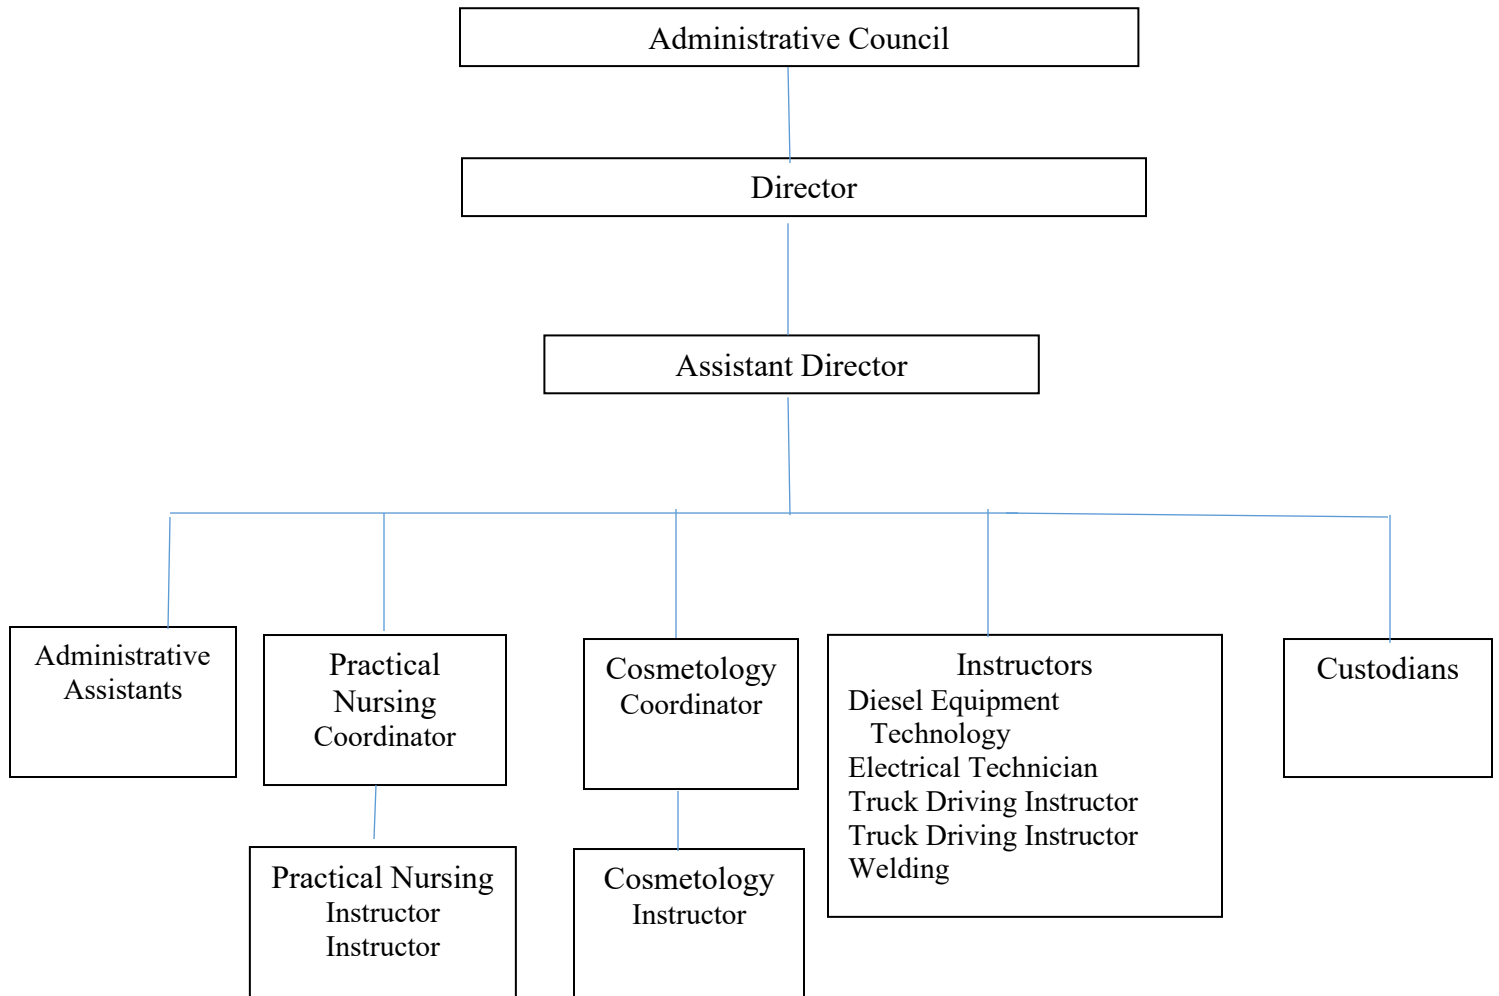 Administrative Council
Director
Assistant Director
Administrative
Assistants
Practical
Nursing
Coordinator
Cosmetology
Coordinator
Instructors
Diesel Equipment
Technology
Electrical Technician
Truck Driving Instructor
Truck Driving Instructor
Welding
Custodians
Practical Nursing
Instructor
Instructor
Cosmetology
Instructor